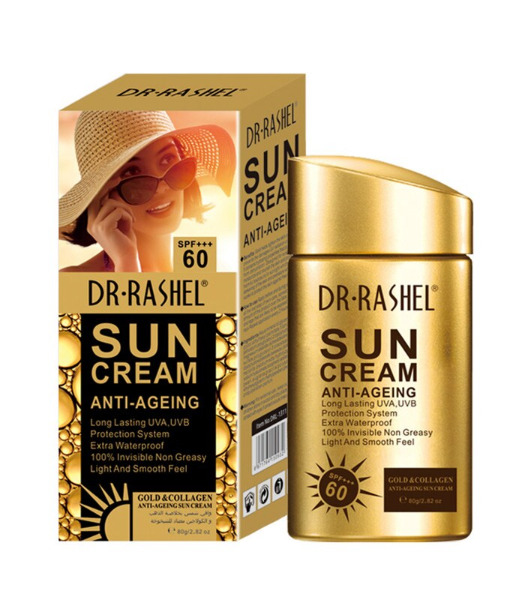 DR·RASHEL
SPF+++
60
DR·RASHEL®
SUN
CREAM
ANTI-AGEING
Long Lasting UVA,UVB
Protection System
Extra Waterproof
100% Invisible Non Greasy
Light And Smooth Feel
GOLD &COLLAGEN
ANTI-AGEING SUN CREAM
80g/2.82 oz
DR·RASHEL
SUN
CREA
ANTI-AGEI
DR·RASHEL®
SUN
CREAM
ANTI-AGEING
Long Lasting UVA,UVB
Protection System
Extra Waterproof
100% Invisible Non Greasy
Light And Smooth Feel
SPF+++
60
GOLD &COLLAGEN
ANTI-AGEING SUN CREAM
℮ 80g/2.82 oz